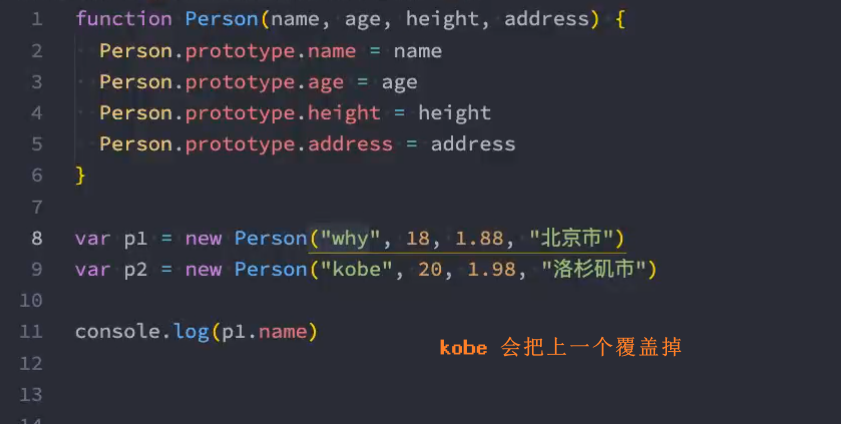 1 function Person(name, age, height, address) {
2 Person.prototype.name = name
3 Person.prototype.age = age
4 Person.prototype.height = height
5 Person.prototype.address = address
6 }
7
8 var p1 = new Person("why", 18, 1.88, "北京市")
9 var p2 = new Person("kobe", 20, 1.98, "洛杉矶市")
10
11 console.log(p1.name)
kobe 会把上一个覆盖掉
12
13
14